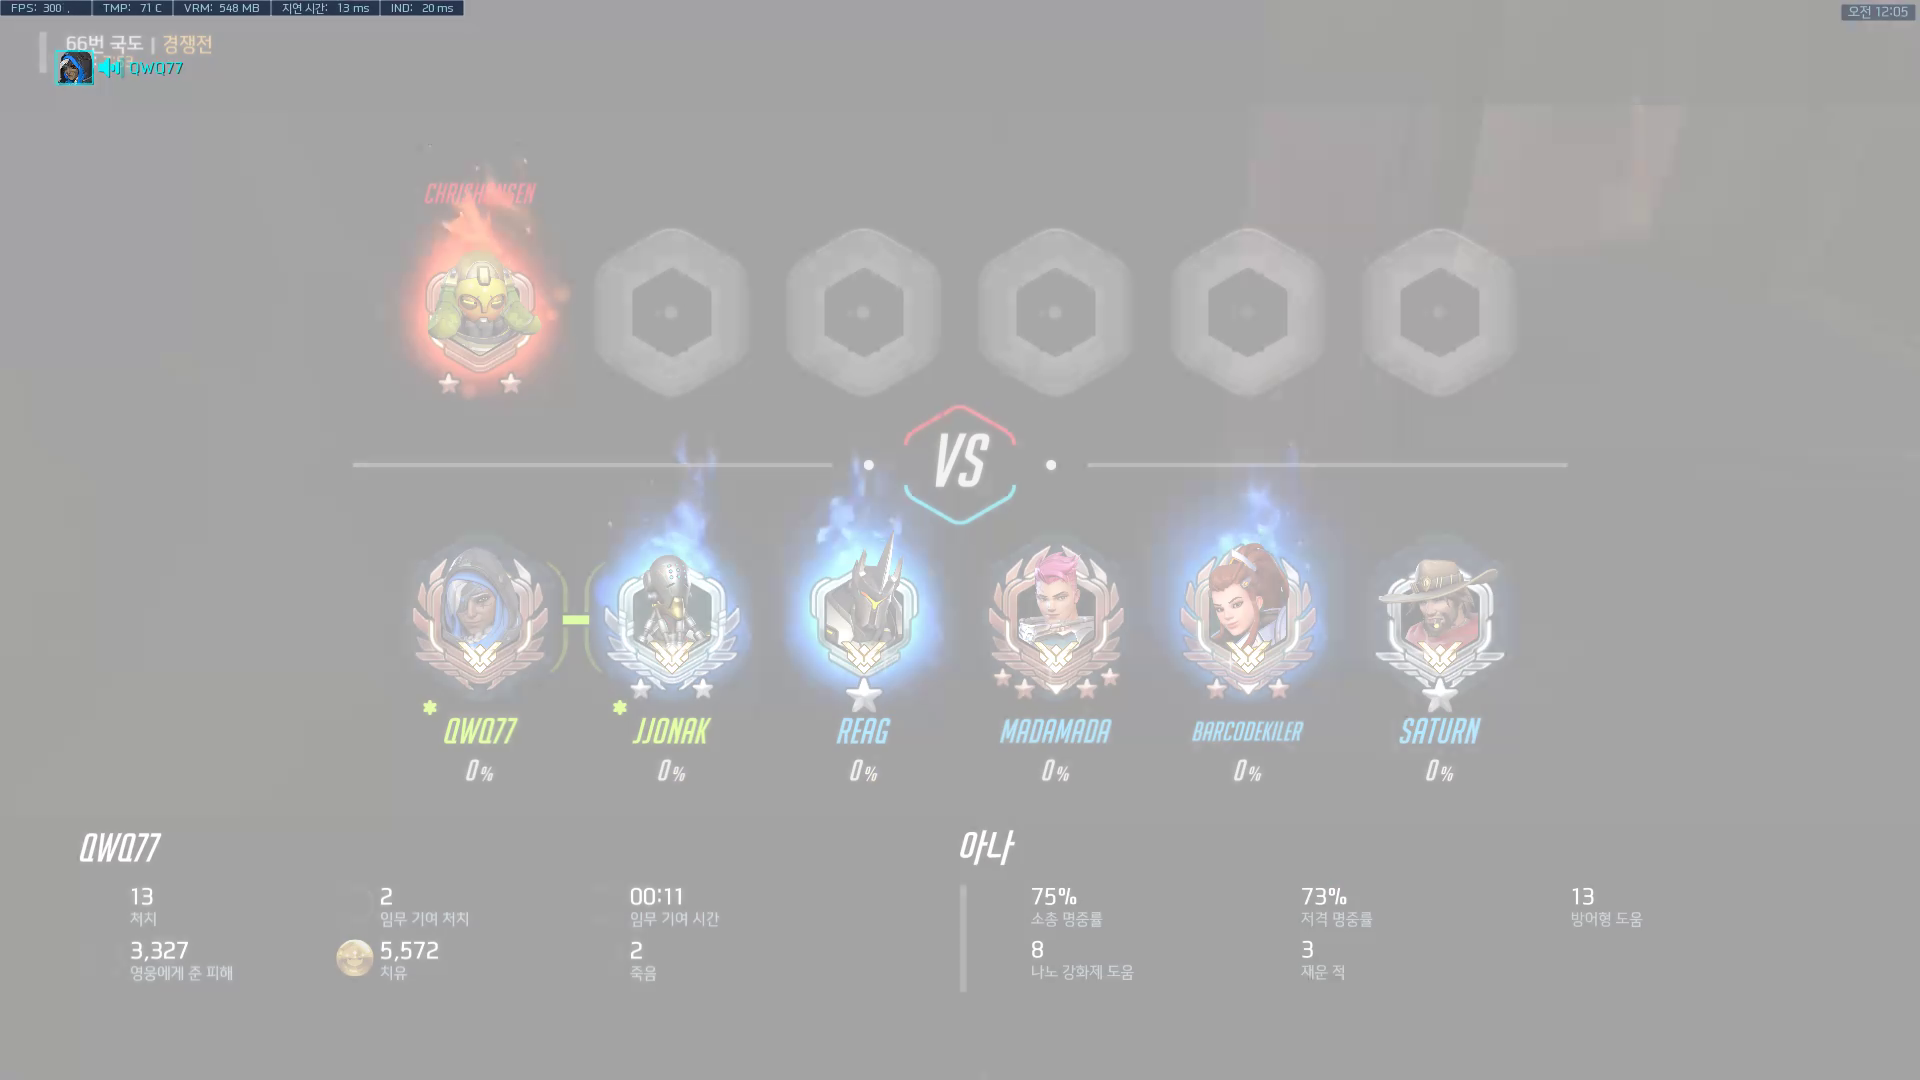 FPS: 300 . TMP: 71 C VRM: 548 MB 지연 시간: 13 ms IND: 20 ms
오전 12:05
66번 국도 | 경쟁전
QWQ77
CHRISHANSEN
VS
QWQ77 JJONAK REAG MADAMADA BARCODEKILER SATURN
0% 0% 0% 0% 0% 0%
QWQ77
아나
13 2 00:11 75% 73% 13
처치 임무 기여 처치 임무 기여 시간 소총 명중률 저격 명중률 방어형 도움
3,327 5,572 2 8 3
영웅에게 준 피해 치유 죽음 나노 강화제 도움 재운 적